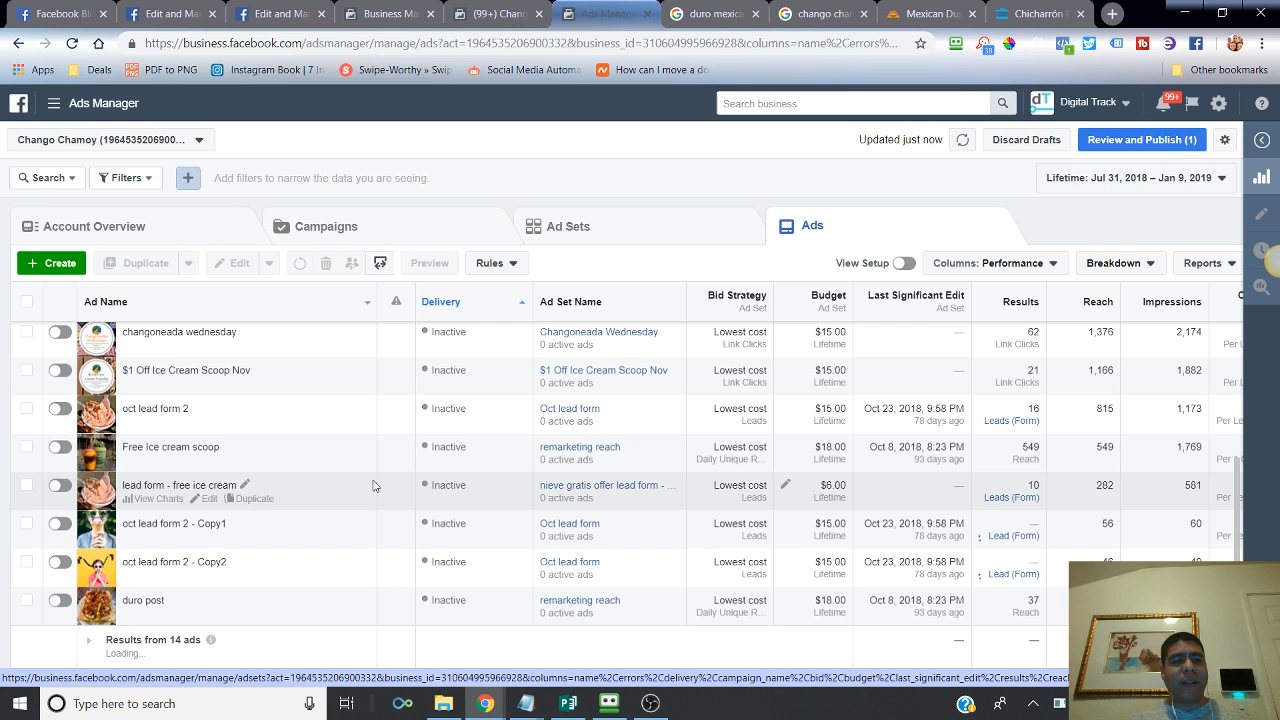 Facebook Bl
Edit and Mar
Edit and Mar
Business Ma
(99+) Chang
Ads Manage
duro mexica
chango char
Mexican Dur
Chicharrón P
https://business.facebook.com/adsmanager/manage/ads?act=1964535206900332&business_id=310604995966928&columns=name%2Cerrors%...
Apps
Deals
PDF to PNG
Instagram Book | 7 In
Swipe-Worthy » Swip
Social Media Automa
How can I move a do
Other bookmarks
Ads Manager
Search business
Digital Track
99+
Chango Chamoy (1964535206900...
Updated just now
Discard Drafts
Review and Publish (1)
Search
Filters
Add filters to narrow the data you are seeing.
Lifetime: Jul 31, 2018 – Jan 9, 2019
Account Overview
Campaigns
Ad Sets
Ads
+ Create
Duplicate
Edit
Preview
Rules
View Setup
Columns: Performance
Breakdown
Reports
Ad Name
Delivery
Ad Set Name
Bid Strategy
Ad Set
Budget
Ad Set
Last Significant Edit
Ad Set
Results
Reach
Impressions
changoneada wednesday
Inactive
Changoneada Wednesday
0 active ads
Lowest cost
Link Clicks
$15.00
Lifetime
—
62
Link Clicks
1,376
2,174
Per L
$1 Off Ice Cream Scoop Nov
Inactive
$1 Off Ice Cream Scoop Nov
0 active ads
Lowest cost
Link Clicks
$15.00
Lifetime
—
21
Link Clicks
1,166
1,882
Per L
oct lead form 2
Inactive
Oct lead form
0 active ads
Lowest cost
Leads
$15.00
Lifetime
Oct 23, 2018, 9:58 PM
78 days ago
16
Leads (Form)
815
1,173
Per Le
Free Ice cream scoop
Inactive
remarketing reach
0 active ads
Lowest cost
Daily Unique R...
$18.00
Lifetime
Oct 8, 2018, 8:23 PM
93 days ago
549
Reach
549
1,769
lead form - free ice cream
View Charts
Edit
Duplicate
Inactive
nieve gratis offer lead form - ...
0 active ads
Lowest cost
Leads
$6.00
Lifetime
—
10
Leads (Form)
282
581
oct lead form 2 - Copy1
Inactive
Oct lead form
0 active ads
Lowest cost
Leads
$15.00
Lifetime
Oct 23, 2018, 9:58 PM
78 days ago
—
Lead (Form)
56
60
oct lead form 2 - Copy2
Inactive
Oct lead form
0 active ads
Lowest cost
Leads
$15.00
Lifetime
Oct 23, 2018, 9:58 PM
78 days ago
—
Lead (Form)
duro post
Inactive
remarketing reach
0 active ads
Lowest cost
Daily Unique R...
$18.00
Lifetime
Oct 8, 2018, 8:23 PM
93 days ago
37
Reach
Results from 14 ads
Loading...
—
—
Type here to search